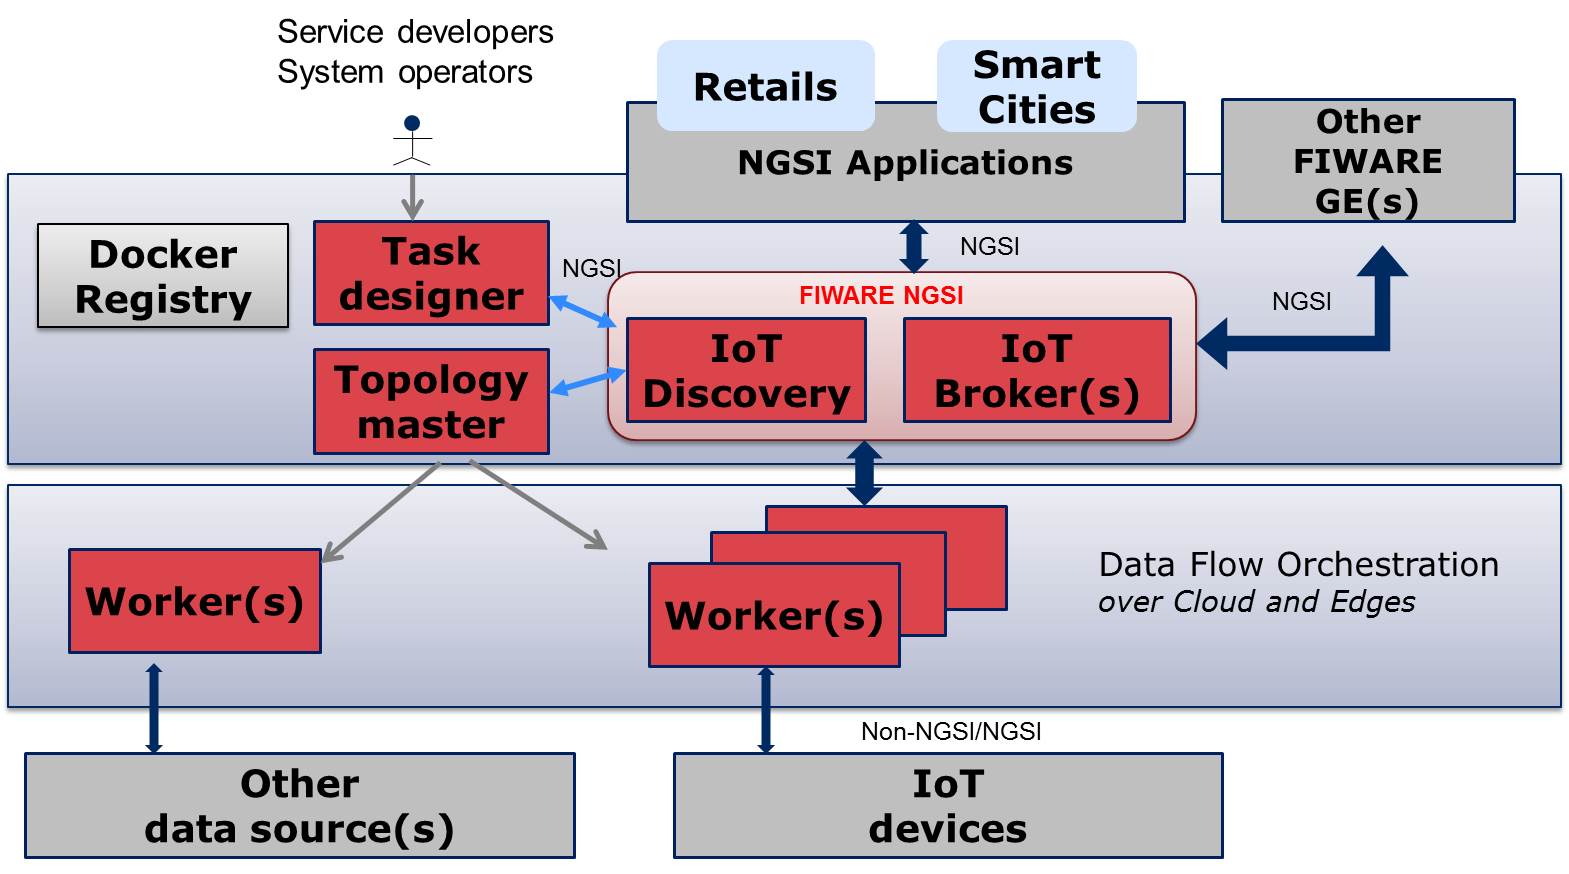 Service developers
System operators
Retails
Smart
Cities
NGSI Applications
Other
FIWARE
GE(s)
Docker
Registry
Task
designer
NGSI
NGSI
NGSI
FIWARE NGSI
IoT
Discovery
IoT
Broker(s)
Topology
master
Worker(s)
Worker(s)
Data Flow Orchestration
over Cloud and Edges
Non-NGSI/NGSI
Other
data source(s)
IoT
devices